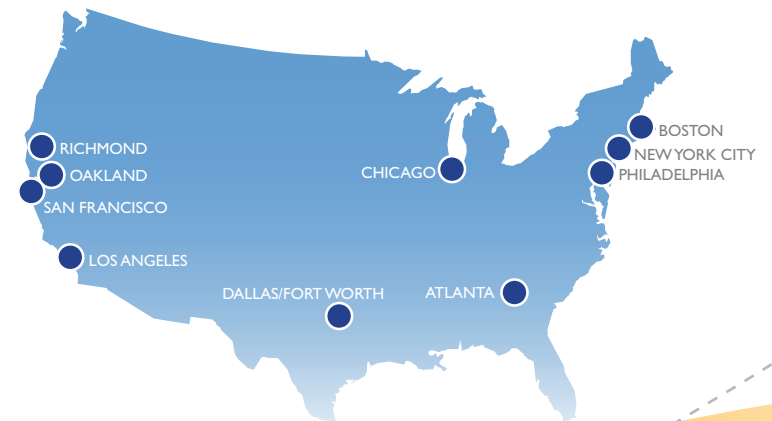 BOSTON
RICHMOND
NEW YORK CITY
CHICAGO
OAKLAND
PHILADELPHIA
SAN FRANCISCO
LOS ANGELES
DALLAS/FORT WORTH
ATLANTA